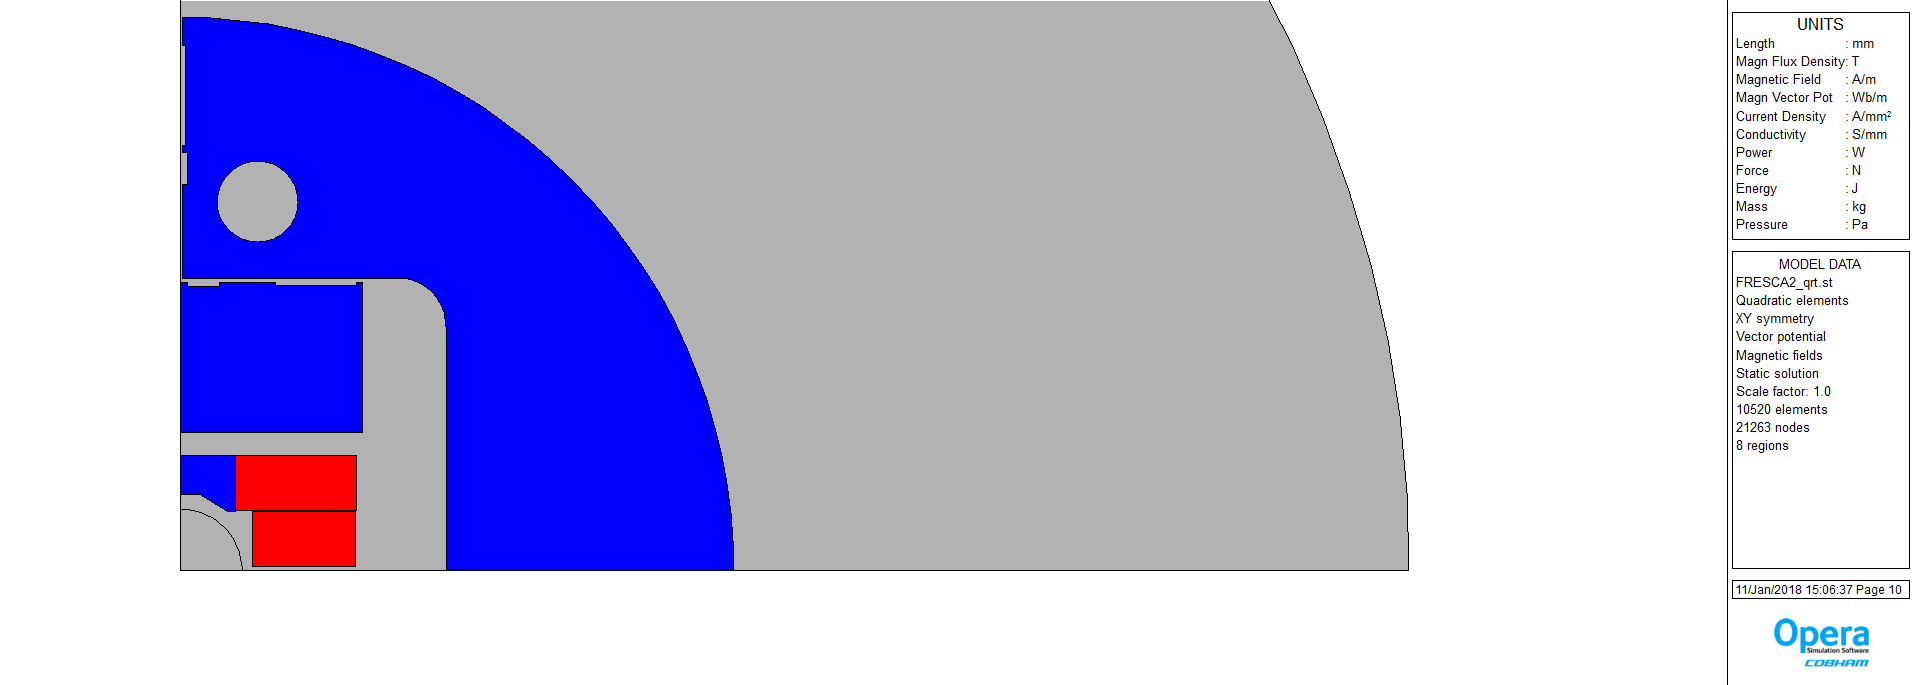 UNITS
Length : mm
Magn Flux Density: T
Magnetic Field : A/m
Magn Vector Pot : Wb/m
Current Density : A/mm²
Conductivity : S/mm
Power : W
Force : N
Energy : J
Mass : kg
Pressure : Pa
MODEL DATA
FRESCA2_qrt.st
Quadratic elements
XY symmetry
Vector potential
Magnetic fields
Static solution
Scale factor: 1.0
10520 elements
21263 nodes
8 regions
11/Jan/2018 15:06:37 Page 10
Opera
Simulation Software
COBHAM